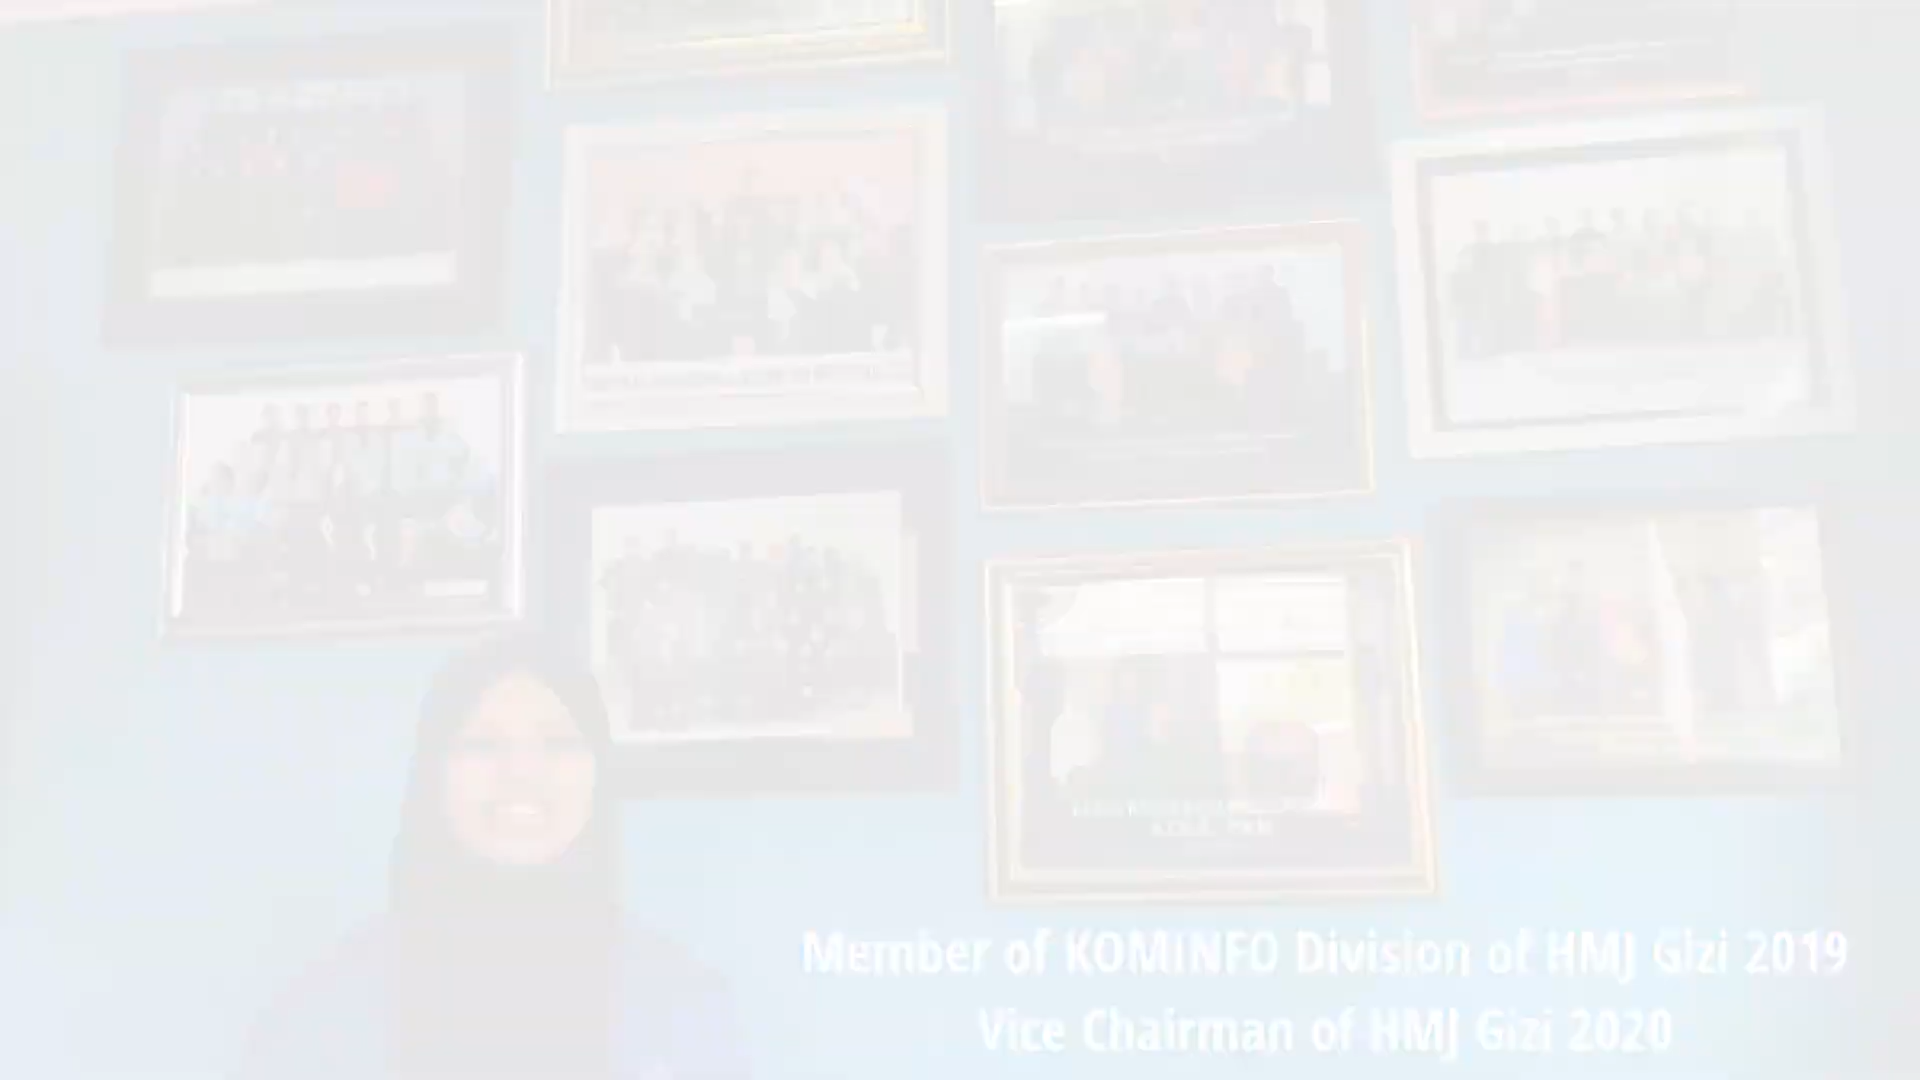 Member of KOMINFO Division of HMJ Gizi 2019
Vice Chairman of HMJ Gizi 2020